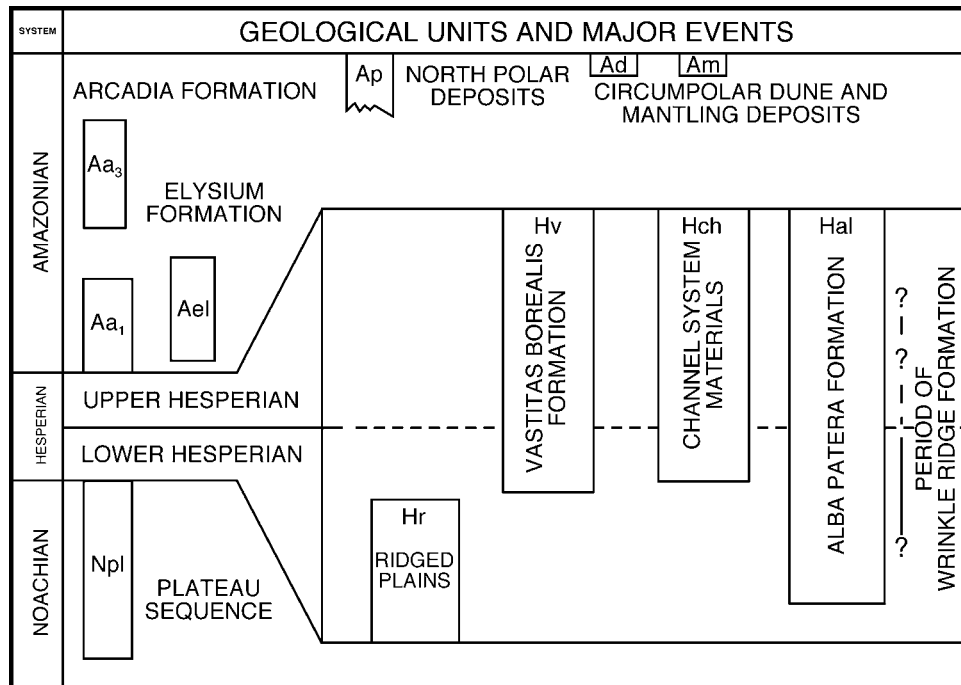 SYSTEM
GEOLOGICAL UNITS AND MAJOR EVENTS
AMAZONIAN
HESPERIAN
NOACHIAN
ARCADIA FORMATION
Aa3
ELYSIUM
FORMATION
Aa1
Ael
Ap
NORTH POLAR
DEPOSITS
Ad
Am
CIRCUMPOLAR DUNE AND
MANTLING DEPOSITS
UPPER HESPERIAN
LOWER HESPERIAN
Npl
PLATEAU
SEQUENCE
Hr
RIDGED
PLAINS
Hv
VASTITAS BOREALIS
FORMATION
Hch
CHANNEL SYSTEM
MATERIALS
Hal
ALBA PATERA FORMATION
?
?
?
PERIOD OF
WRINKLE RIDGE FORMATION